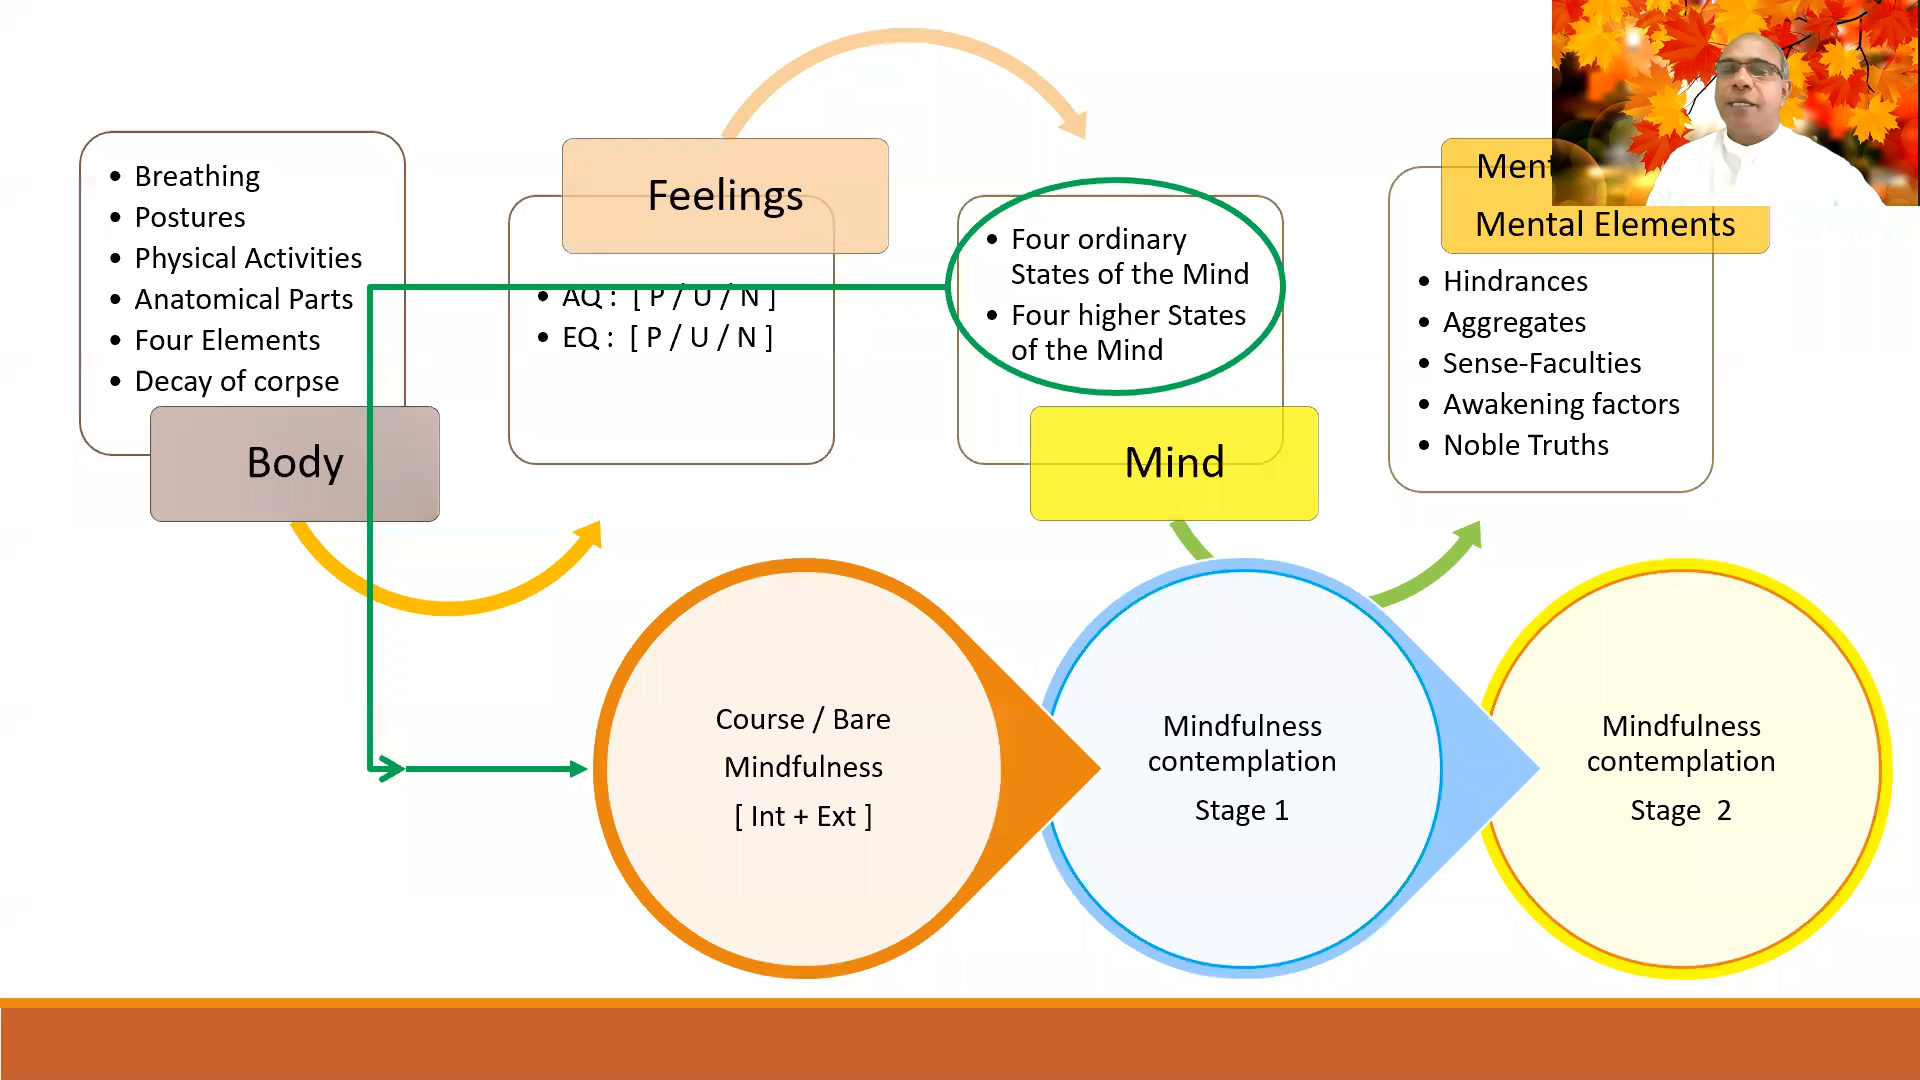 Breathing
Postures
Physical Activities
Anatomical Parts
Four Elements
Decay of corpse
Body
Feelings
AQ : [ P / U / N ]
EQ : [ P / U / N ]
Four ordinary
States of the Mind
Four higher States
of the Mind
Mind
Mental Elements
Hindrances
Aggregates
Sense-Faculties
Awakening factors
Noble Truths
Course / Bare
Mindfulness
[ Int + Ext ]
Mindfulness
contemplation
Stage 1
Mindfulness
contemplation
Stage 2